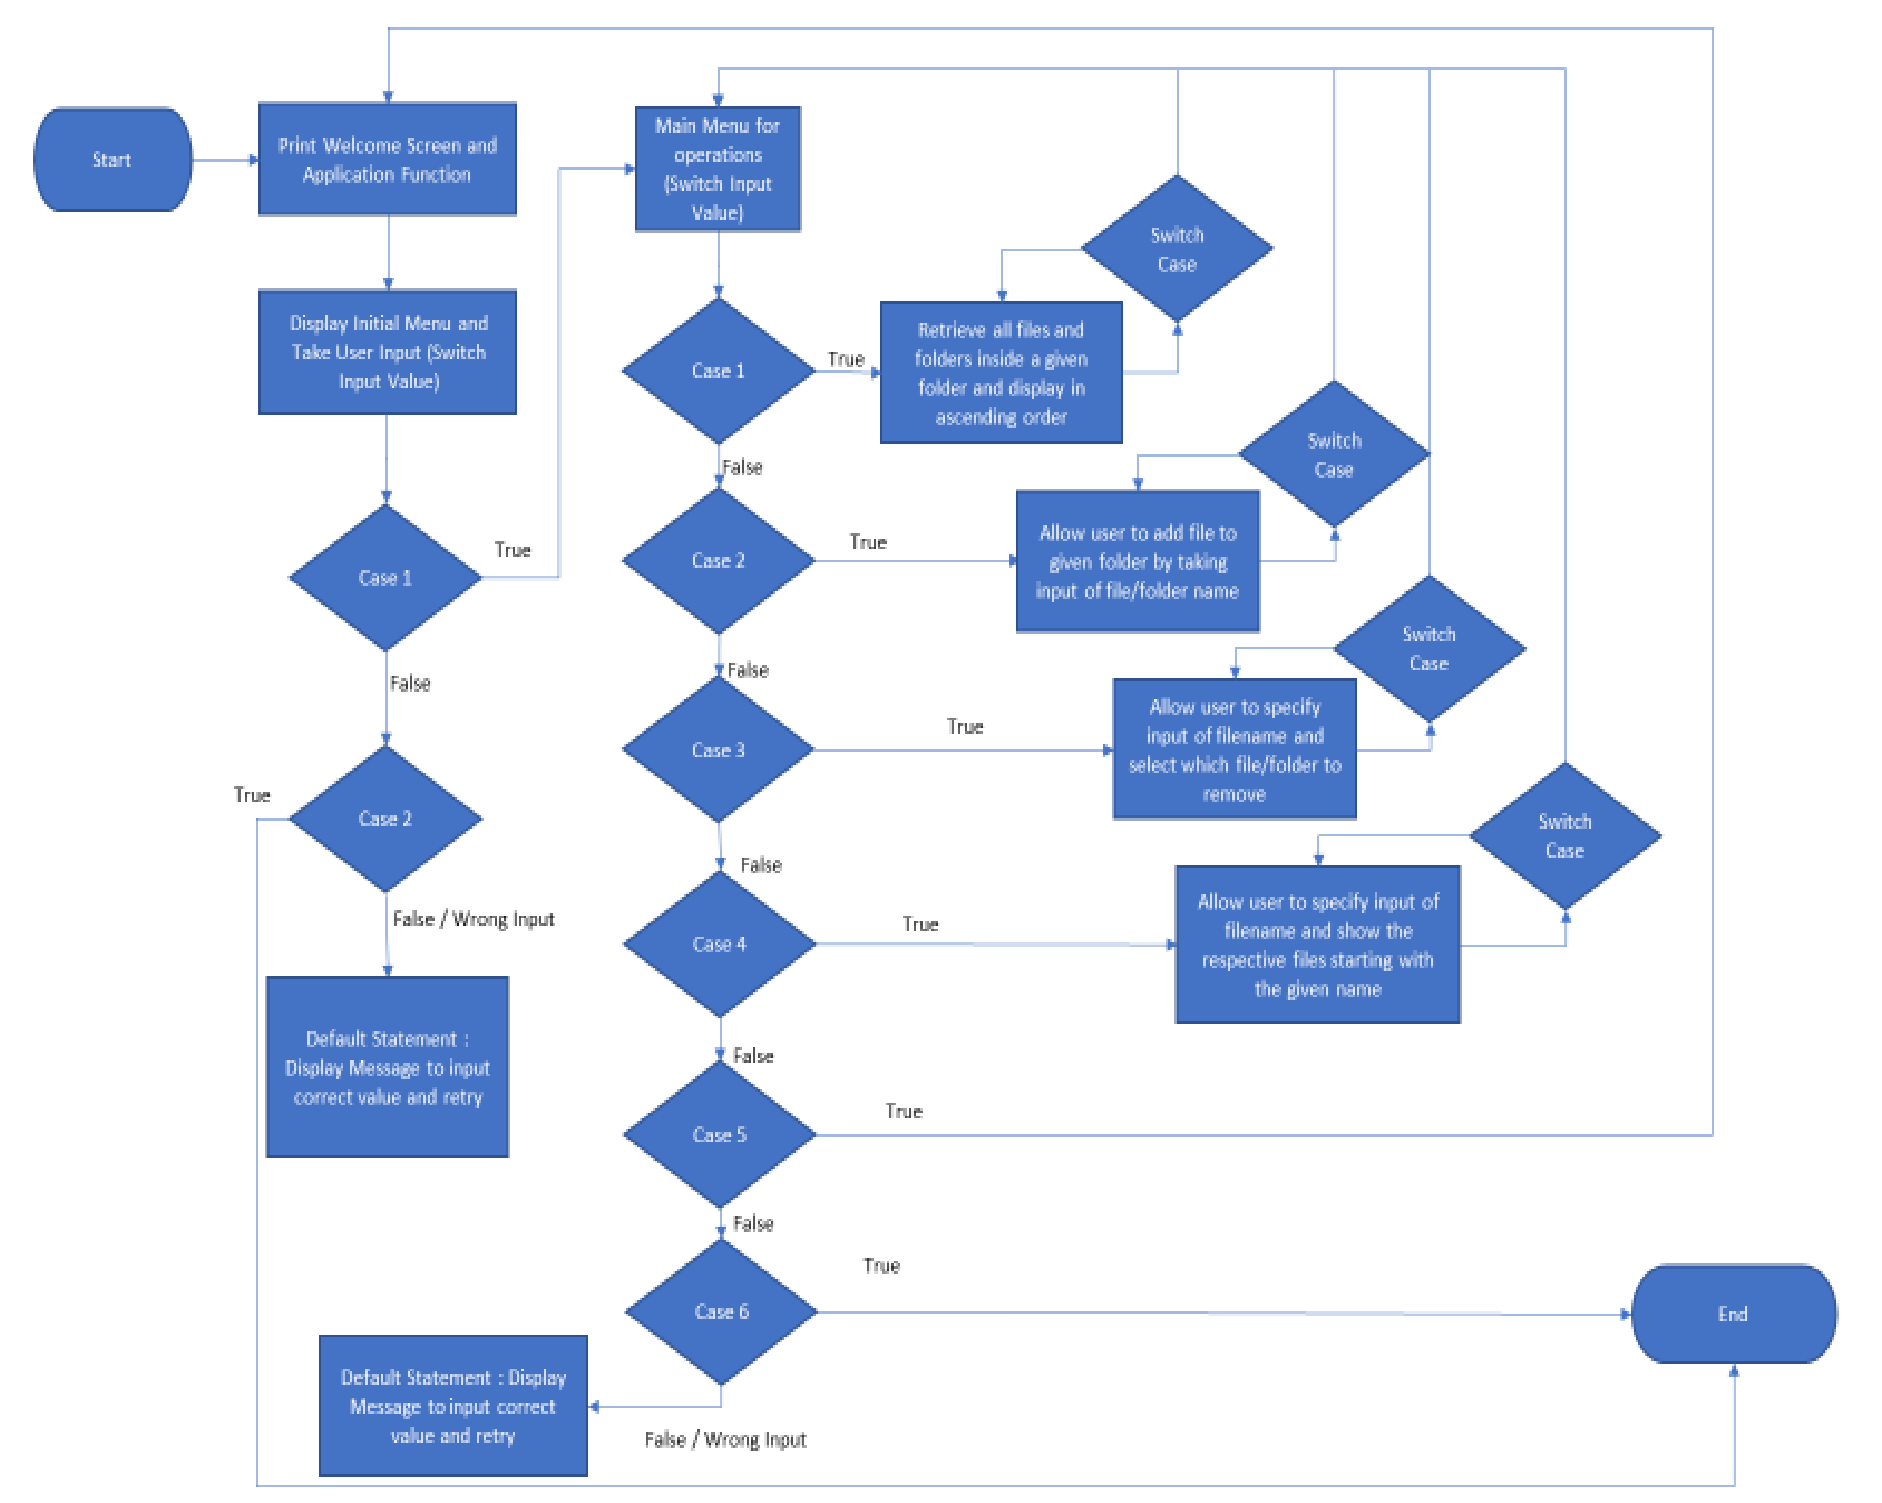 Start
Print Welcome Screen and
Application Function
Display Initial Menu and
Take User Input (Switch
Input Value)
Case 1
True
False
Case 2
True
False / Wrong Input
Default Statement :
Display Message to input
correct value and retry
Main Menu for
operations
(Switch Input
Value)
Case 1
True
Retrieve all files and
folders inside a given
folder and display in
ascending order
Switch
Case
False
Case 2
True
Allow user to add file to
given folder by taking
input of file/folder name
Switch
Case
False
Case 3
True
Allow user to specify
input of filename and
select which file/folder to
remove
Switch
Case
False
Case 4
True
Allow user to specify input of
filename and show the
respective files starting with
the given name
Switch
Case
False
Case 5
True
False
Case 6
True
End
False / Wrong Input
Default Statement : Display
Message to input correct
value and retry